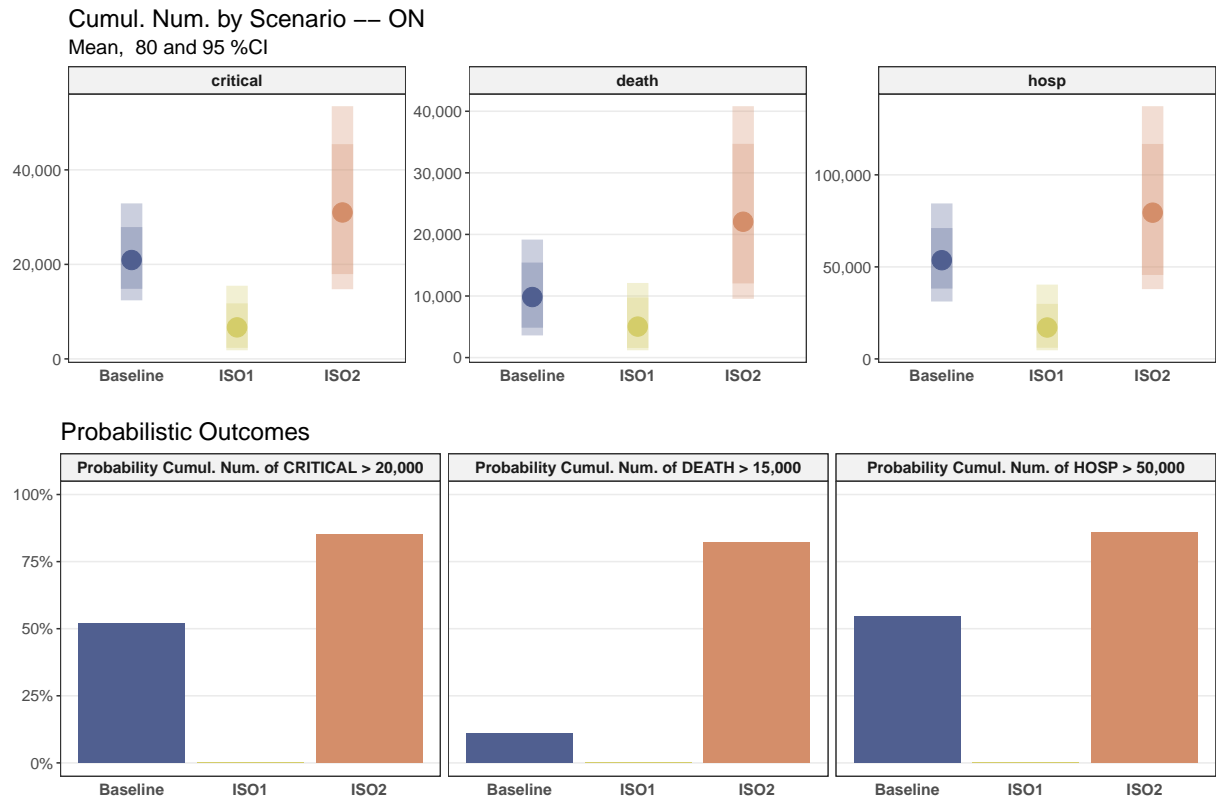 Cumul. Num. by Scenario −− ON
Mean,  80 and 95 %CI
critical
death
hosp
40,000
20,000
0
40,000
30,000
20,000
10,000
0
100,000
50,000
0
Baseline ISO1 ISO2
Baseline ISO1 ISO2
Baseline ISO1 ISO2
Probabilistic Outcomes
Probability Cumul. Num. of CRITICAL > 20,000
Probability Cumul. Num. of DEATH > 15,000
Probability Cumul. Num. of HOSP > 50,000
100%
75%
50%
25%
0%
Baseline ISO1 ISO2
Baseline ISO1 ISO2
Baseline ISO1 ISO2